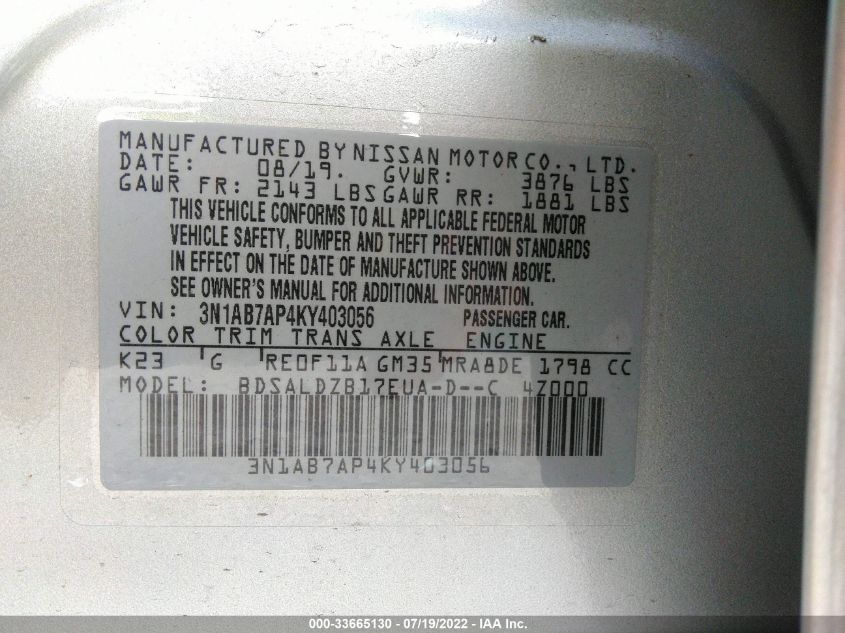 MANUFACTURED BY NISSAN MOTOR CO., LTD.
DATE: 08/19. GVWR: 3876 LBS
GAWR FR: 2143 LBS GAWR RR: 1881 LBS
THIS VEHICLE CONFORMS TO ALL APPLICABLE FEDERAL MOTOR
VEHICLE SAFETY, BUMPER AND THEFT PREVENTION STANDARDS
IN EFFECT ON THE DATE OF MANUFACTURE SHOWN ABOVE.
SEE OWNER'S MANUAL FOR ADDITIONAL INFORMATION.
VIN: 3N1AB7AP4KY403056 PASSENGER CAR.
COLOR TRIM TRANS AXLE ENGINE
K23 G RE0F11A GM35 MRA8DE 1798 CC
MODEL: BDSALDZB17EUA-D--C 4Z000
3N1AB7AP4KY403056
000-33665130 - 07/19/2022 - IAA Inc.